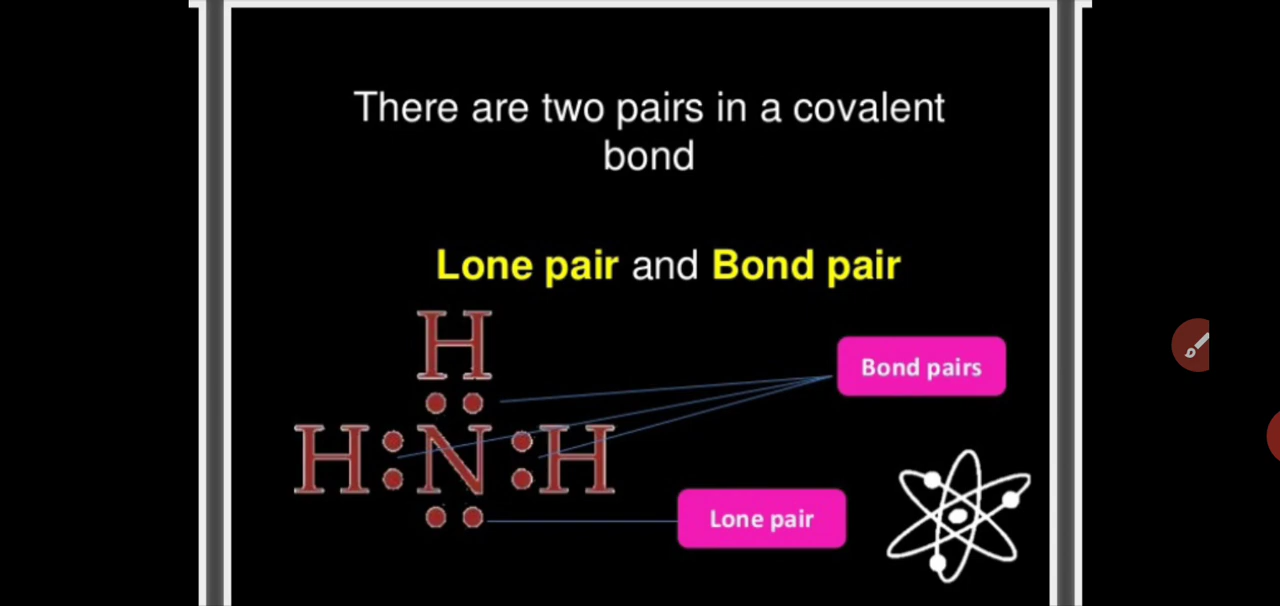 There are two pairs in a covalent
bond
Lone pair and Bond pair
H
Bond pairs
H:N:H
Lone pair